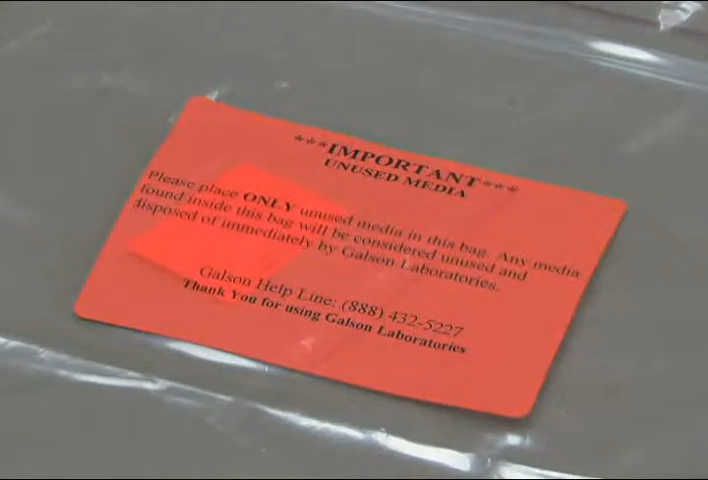 ***IMPORTANT***
UNUSED MEDIA
Please place ONLY unused media in this bag. Any media
found inside this bag will be considered unused and
disposed of immediately by Galson Laboratories.
Galson Help Line: (888) 432-5227
Thank You for using Galson Laboratories